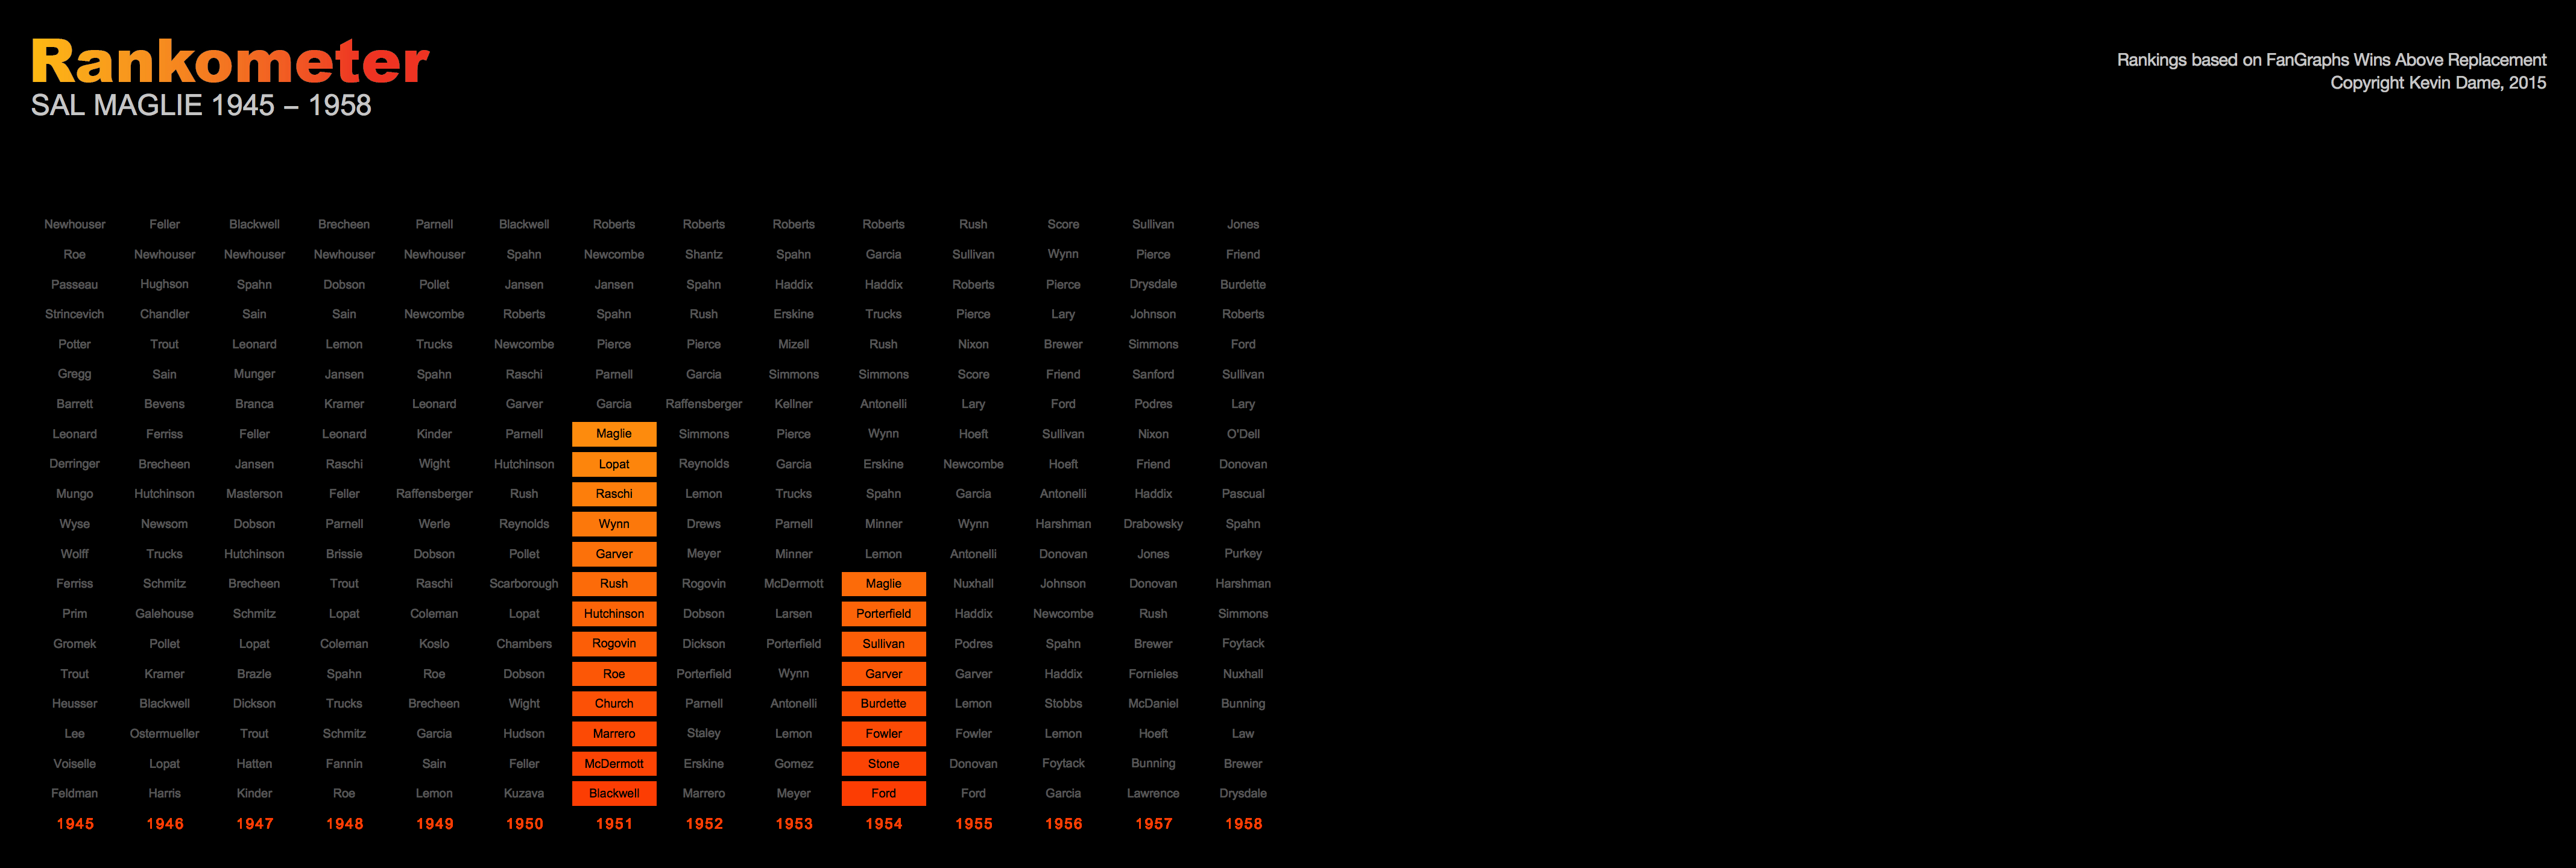 Rankometer
SAL MAGLIE 1945 – 1958
Rankings based on FanGraphs Wins Above Replacement
Copyright Kevin Dame, 2015
Newhouser Feller Blackwell Brecheen Parnell Blackwell Roberts Roberts Roberts Roberts Rush Score Sullivan Jones
Roe Newhouser Newhouser Newhouser Newhouser Spahn Newcombe Shantz Spahn Garcia Sullivan Wynn Pierce Friend
Passeau Hughson Spahn Dobson Pollet Jansen Jansen Spahn Haddix Haddix Roberts Pierce Drysdale Burdette
Strincevich Chandler Sain Sain Newcombe Roberts Spahn Rush Erskine Trucks Pierce Lary Johnson Roberts
Potter Trout Leonard Lemon Trucks Newcombe Pierce Pierce Mizell Rush Nixon Brewer Simmons Ford
Gregg Sain Munger Jansen Spahn Raschi Parnell Garcia Simmons Simmons Score Friend Sanford Sullivan
Barrett Bevens Branca Kramer Leonard Garver Garcia Raffensberger Kellner Antonelli Lary Ford Podres Lary
Leonard Ferriss Feller Leonard Kinder Parnell Maglie Simmons Pierce Wynn Hoeft Sullivan Nixon O'Dell
Derringer Brecheen Jansen Raschi Wight Hutchinson Lopat Reynolds Garcia Erskine Newcombe Hoeft Friend Donovan
Mungo Hutchinson Masterson Feller Raffensberger Rush Raschi Lemon Trucks Spahn Garcia Antonelli Haddix Pascual
Wyse Newsom Dobson Parnell Werle Reynolds Wynn Drews Parnell Minner Wynn Harshman Drabowsky Spahn
Wolff Trucks Hutchinson Brissie Dobson Pollet Garver Meyer Minner Lemon Antonelli Donovan Jones Purkey
Ferriss Schmitz Brecheen Trout Raschi Scarborough Rush Rogovin McDermott Maglie Nuxhall Johnson Donovan Harshman
Prim Galehouse Schmitz Lopat Coleman Lopat Hutchinson Dobson Larsen Porterfield Haddix Newcombe Rush Simmons
Gromek Pollet Lopat Coleman Koslo Chambers Rogovin Dickson Porterfield Sullivan Podres Spahn Brewer Foytack
Trout Kramer Brazle Spahn Roe Dobson Roe Porterfield Wynn Garver Garver Haddix Fornieles Nuxhall
Heusser Blackwell Dickson Trucks Brecheen Wight Church Parnell Antonelli Burdette Lemon Stobbs McDaniel Bunning
Lee Ostermueller Trout Schmitz Garcia Hudson Marrero Staley Lemon Fowler Fowler Lemon Hoeft Law
Voiselle Lopat Hatten Fannin Sain Feller McDermott Erskine Gomez Stone Donovan Foytack Bunning Brewer
Feldman Harris Kinder Roe Lemon Kuzava Blackwell Marrero Meyer Ford Ford Garcia Lawrence Drysdale
1945 1946 1947 1948 1949 1950 1951 1952 1953 1954 1955 1956 1957 1958